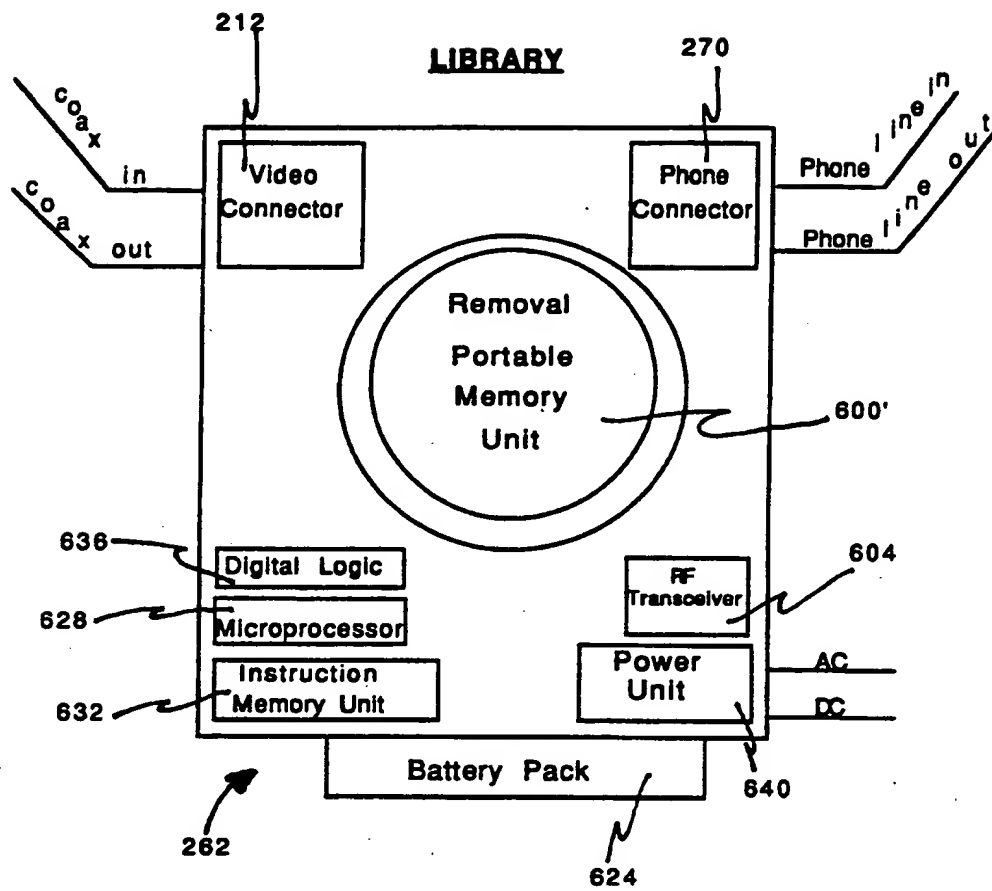 212
LIBRARY
270
coax in
coax out
Video
Connector
Phone
Connector
Phone line in
Phone line out
Removal
Portable
Memory
Unit
600'
636
Digital Logic
628
Microprocessor
632
Instruction
Memory Unit
RF
Transceiver
604
Power
Unit
AC
DC
640
Battery Pack
262
624